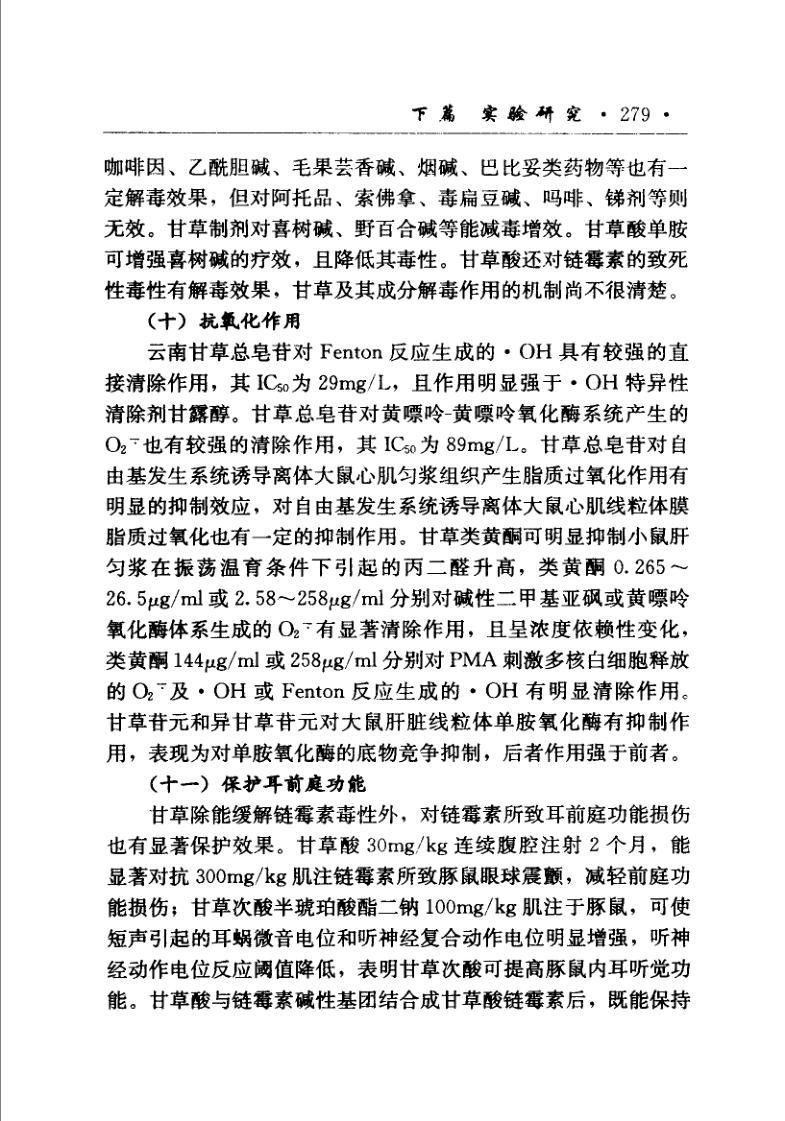 下篇 实验研究 · 279 ·
咖啡因、乙酰胆碱、毛果芸香碱、烟碱、巴比妥类药物等也有一
定解毒效果，但对阿托品、索佛拿、毒扁豆碱、吗啡、锑剂等则
无效。甘草制剂对喜树碱、野百合碱等能减毒增效。甘草酸单胺
可增强喜树碱的疗效，且降低其毒性。甘草酸还对链霉素的致死
性毒性有解毒效果，甘草及其成分解毒作用的机制尚不很清楚。
（十）抗氧化作用
云南甘草总皂苷对 Fenton 反应生成的·OH 具有较强的直
接清除作用，其 IC₅₀为 29mg/L，且作用明显强于·OH 特异性
清除剂甘露醇。甘草总皂苷对黄嘌呤-黄嘌呤氧化酶系统产生的
O₂⁻也有较强的清除作用，其 IC₅₀为 89mg/L。甘草总皂苷对自
由基发生系统诱导离体大鼠心肌匀浆组织产生脂质过氧化作用有
明显的抑制效应，对自由基发生系统诱导离体大鼠心肌线粒体膜
脂质过氧化也有一定的抑制作用。甘草类黄酮可明显抑制小鼠肝
匀浆在振荡温育条件下引起的丙二醛升高，类黄酮 0.265～
26.5μg/ml 或 2.58～258μg/ml 分别对碱性二甲基亚砜或黄嘌呤
氧化酶体系生成的 O₂⁻有显著清除作用，且呈浓度依赖性变化，
类黄酮 144μg/ml 或 258μg/ml 分别对 PMA 刺激多核白细胞释放
的 O₂⁻及·OH 或 Fenton 反应生成的·OH 有明显清除作用。
甘草苷元和异甘草苷元对大鼠肝脏线粒体单胺氧化酶有抑制作
用，表现为对单胺氧化酶的底物竞争抑制，后者作用强于前者。
（十一）保护耳前庭功能
甘草除能缓解链霉素毒性外，对链霉素所致耳前庭功能损伤
也有显著保护效果。甘草酸 30mg/kg 连续腹腔注射 2 个月，能
显著对抗 300mg/kg 肌注链霉素所致豚鼠眼球震颤，减轻前庭功
能损伤；甘草次酸半琥珀酸酯二钠 100mg/kg 肌注于豚鼠，可使
短声引起的耳蜗微音电位和听神经复合动作电位明显增强，听神
经动作电位反应阈值降低，表明甘草次酸可提高豚鼠内耳听觉功
能。甘草酸与链霉素碱性基团结合成甘草酸链霉素后，既能保持